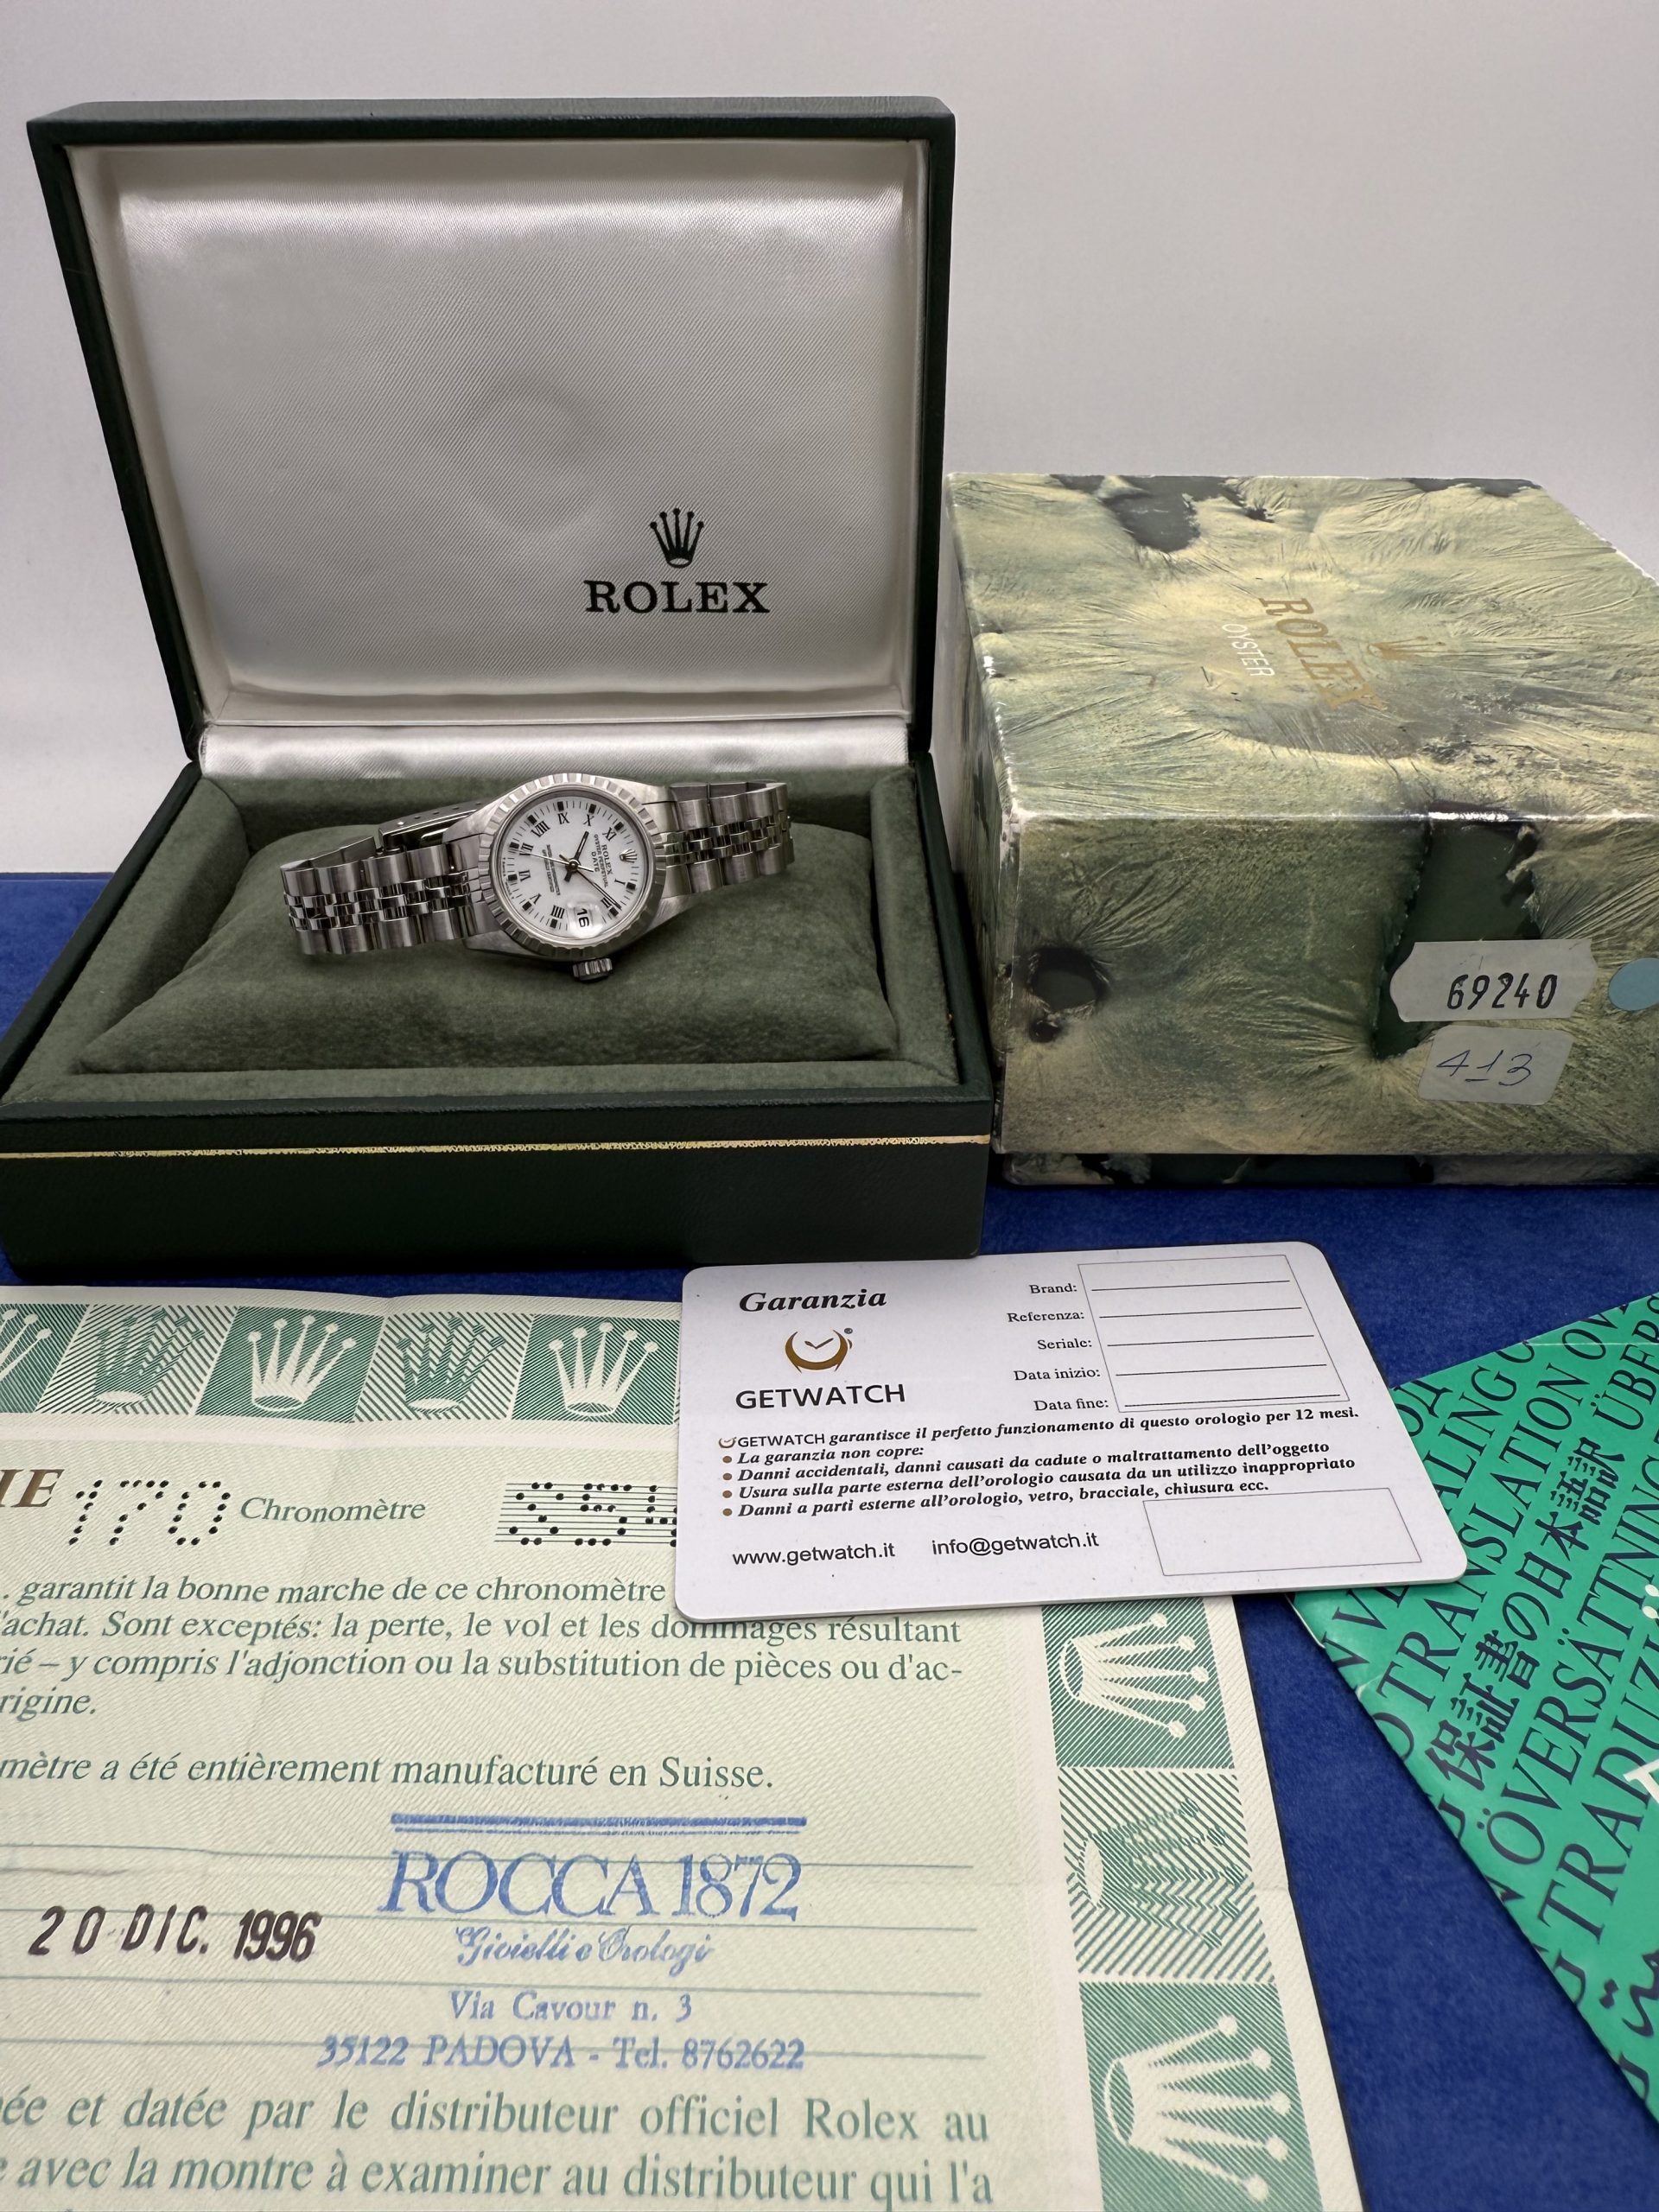 ROLEX
ROLEX
OYSTER
ROLEX
OYSTER PERPETUAL
DATE
16
69240
413
Garanzia
GETWATCH
Brand:
Referenza:
Seriale:
Data inizio:
Data fine:
GETWATCH garantisce il perfetto funzionamento di questo orologio per 12 mesi.
La garanzia non copre:
Danni accidentali, danni causati da cadute o maltrattamento dell'oggetto
Usura sulla parte esterna dell'orologio causata da un utilizzo inappropriato
Danni a parti esterne all'orologio, vetro, bracciale, chiusura ecc.
www.getwatch.it info@getwatch.it
IE 170 Chronomètre
. garantit la bonne marche de ce chronomètre
'achat. Sont exceptés: la perte, le vol et les dommages résultant
rié – y compris l'adjonction ou la substitution de pièces ou d'ac-
rigine.
mètre a été entièrement manufacturé en Suisse.
ROCCA 1872
Gioielli e Orologi
Via Cavour n. 3
35122 PADOVA - Tel. 8762622
20 DIC. 1996
ée et datée par le distributeur officiel Rolex au
e avec la montre à examiner au distributeur qui l'a
TRANSLATION
保証書の日本語訳 ÜBER
ÖVERSÄTTNING